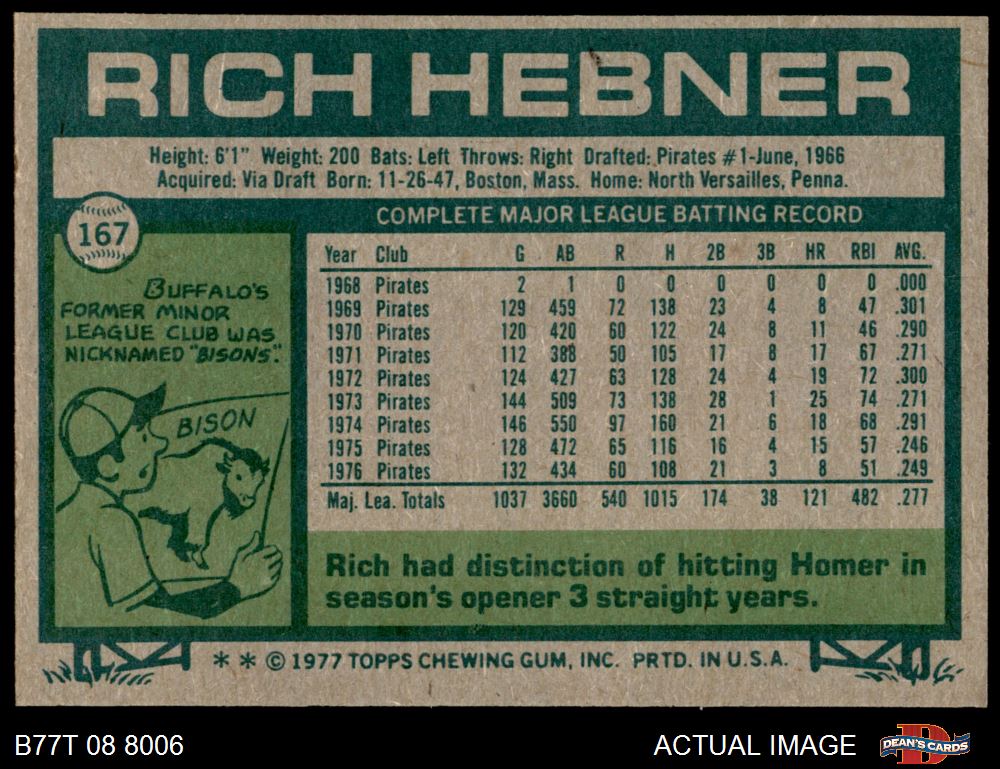 RICH HEBNER
Height: 6'1" Weight: 200 Bats: Left Throws: Right Drafted: Pirates #1-June, 1966
Acquired: Via Draft Born: 11-26-47, Boston, Mass. Home: North Versailles, Penna.
167
BUFFALO'S
FORMER MINOR
LEAGUE CLUB WAS
NICKNAMED "BISONS".
BISON
COMPLETE MAJOR LEAGUE BATTING RECORD
Year Club G AB R H 2B 3B HR RBI AVG.
1968 Pirates 2 1 0 0 0 0 0 0 .000
1969 Pirates 129 459 72 138 23 4 8 47 .301
1970 Pirates 120 420 60 122 24 8 11 46 .290
1971 Pirates 112 388 50 105 17 8 17 67 .271
1972 Pirates 124 427 63 128 24 4 19 72 .300
1973 Pirates 144 509 73 138 28 1 25 74 .271
1974 Pirates 146 550 97 160 21 6 18 68 .291
1975 Pirates 128 472 65 116 16 4 15 57 .246
1976 Pirates 132 434 60 108 21 3 8 51 .249
Maj. Lea. Totals 1037 3660 540 1015 174 38 121 482 .277
Rich had distinction of hitting Homer in
season's opener 3 straight years.
* * © 1977 TOPPS CHEWING GUM, INC. PRTD. IN U.S.A.
B77T 08 8006
ACTUAL IMAGE
DEAN'S CARDS